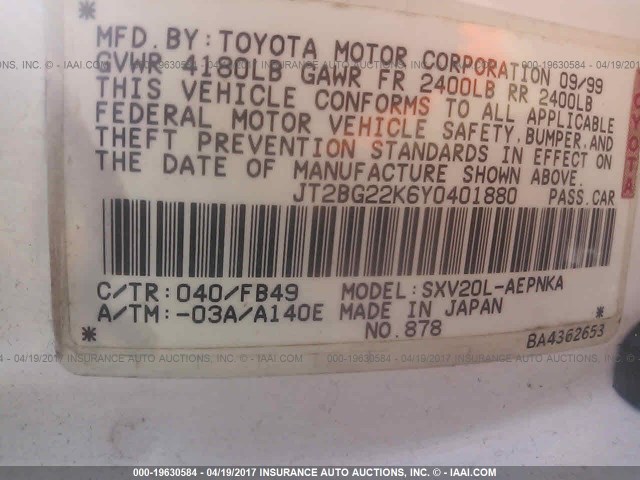 MFD. BY: TOYOTA MOTOR CORPORATION 09/99
GVWR 4180LB GAWR FR 2400LB RR 2400LB
THIS VEHICLE CONFORMS TO ALL APPLICABLE
FEDERAL MOTOR VEHICLE SAFETY, BUMPER, AND
THEFT PREVENTION STANDARDS IN EFFECT ON
THE DATE OF MANUFACTURE SHOWN ABOVE.
JT2BG22K6Y0401880 PASS. CAR
C/TR: 040/FB49 MODEL: SXV20L-AEPNKA
A/TM: -03A/A140E MADE IN JAPAN
NO. 878
BA4362653
TOYOTA
000-19630584 - 04/19/2017 INSURANCE AUTO AUCTIONS, INC. - © IAAI.COM